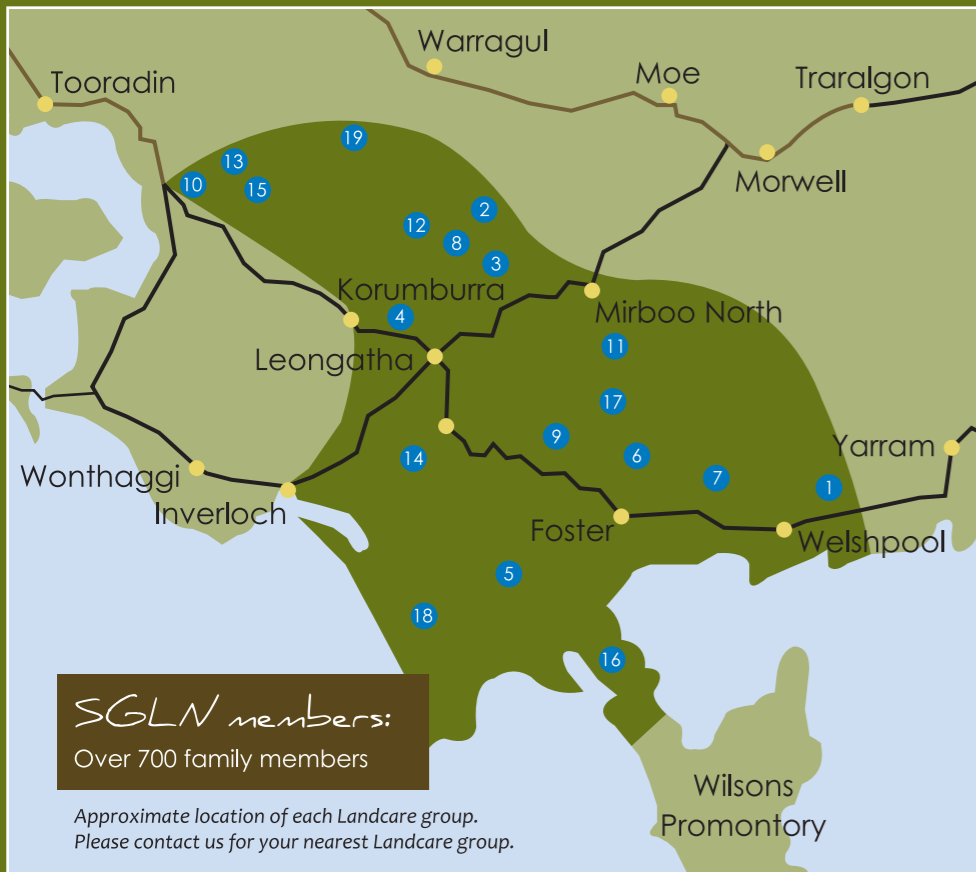 Warragul
Moe
Traralgon
Tooradin
19
13
10
15
Morwell
2
12
8
3
Korumburra
Mirboo North
4
11
Leongatha
17
9
14
6
Yarram
7
1
Wonthaggi
Inverloch
Foster
Welshpool
5
18
16
SGLN members:
Over 700 family members
Wilsons
Promontory
Approximate location of each Landcare group.
Please contact us for your nearest Landcare group.